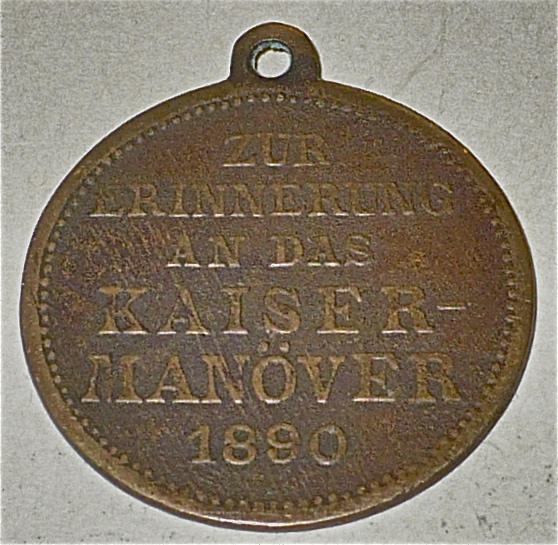 ZUR
ERINNERUNG
AN DAS
KAISER-
MANÖVER
1890